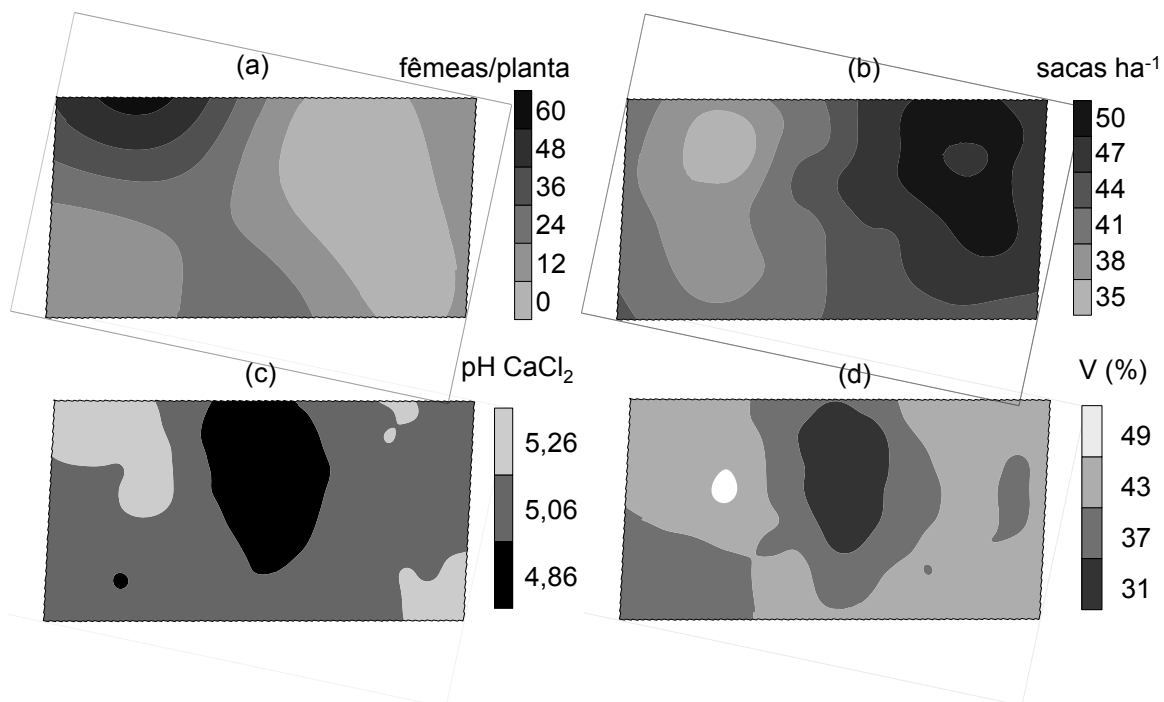 (a)
fêmeas/planta
60
48
36
24
12
0
(b)
sacas ha⁻¹
50
47
44
41
38
35
(c)
pH CaCl₂
5,26
5,06
4,86
(d)
V (%)
49
43
37
31